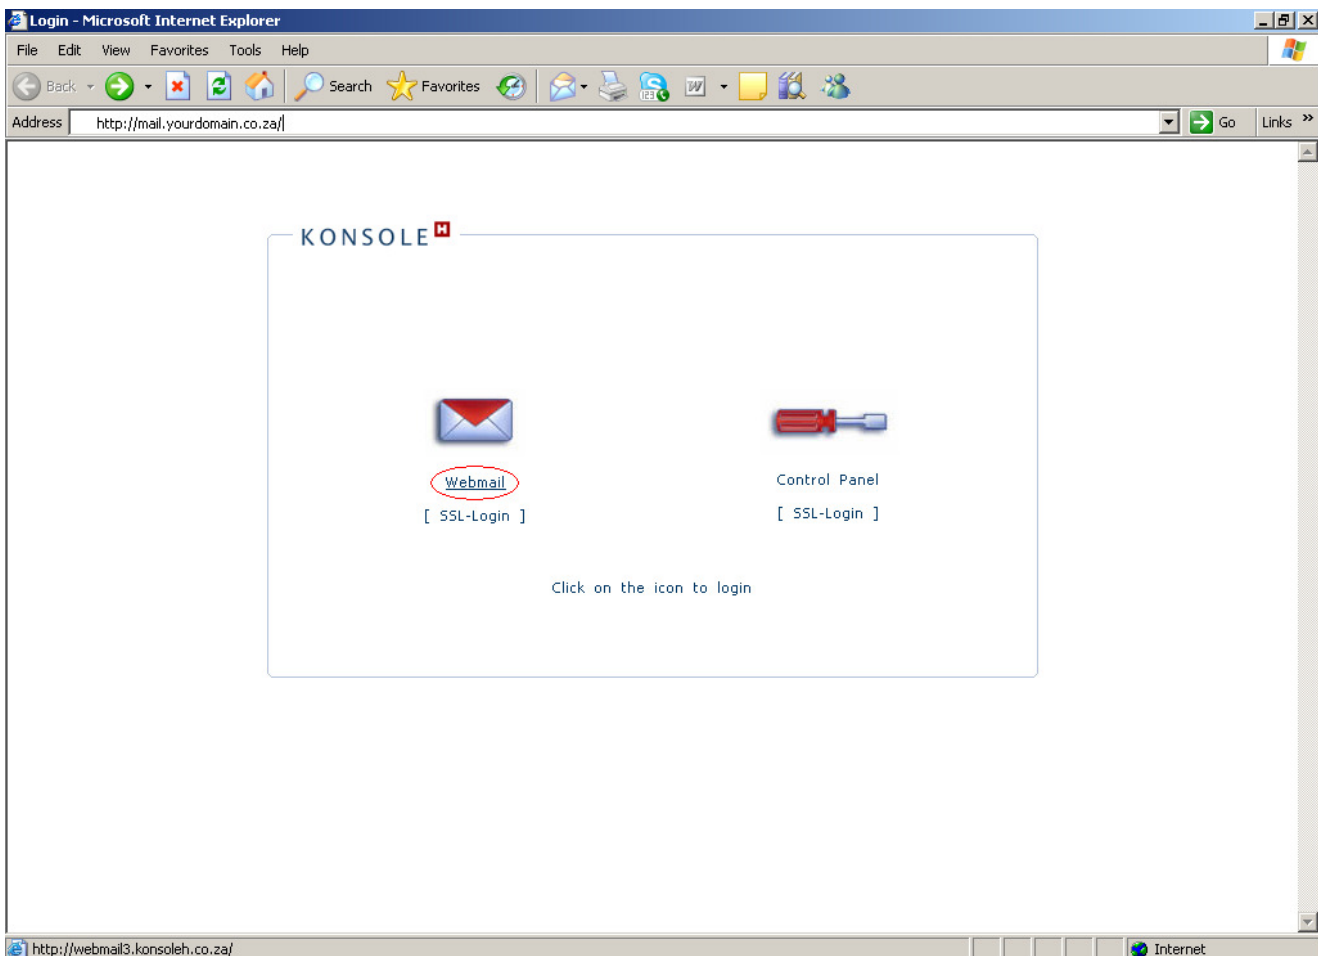 Login - Microsoft Internet Explorer
File Edit View Favorites Tools Help
Back Search Favorites
Address http://mail.yourdomain.co.za/ Go Links »
KONSOLE H
Webmail Control Panel
[ SSL-Login ] [ SSL-Login ]
Click on the icon to login
http://webmail3.konsoleh.co.za/ Internet